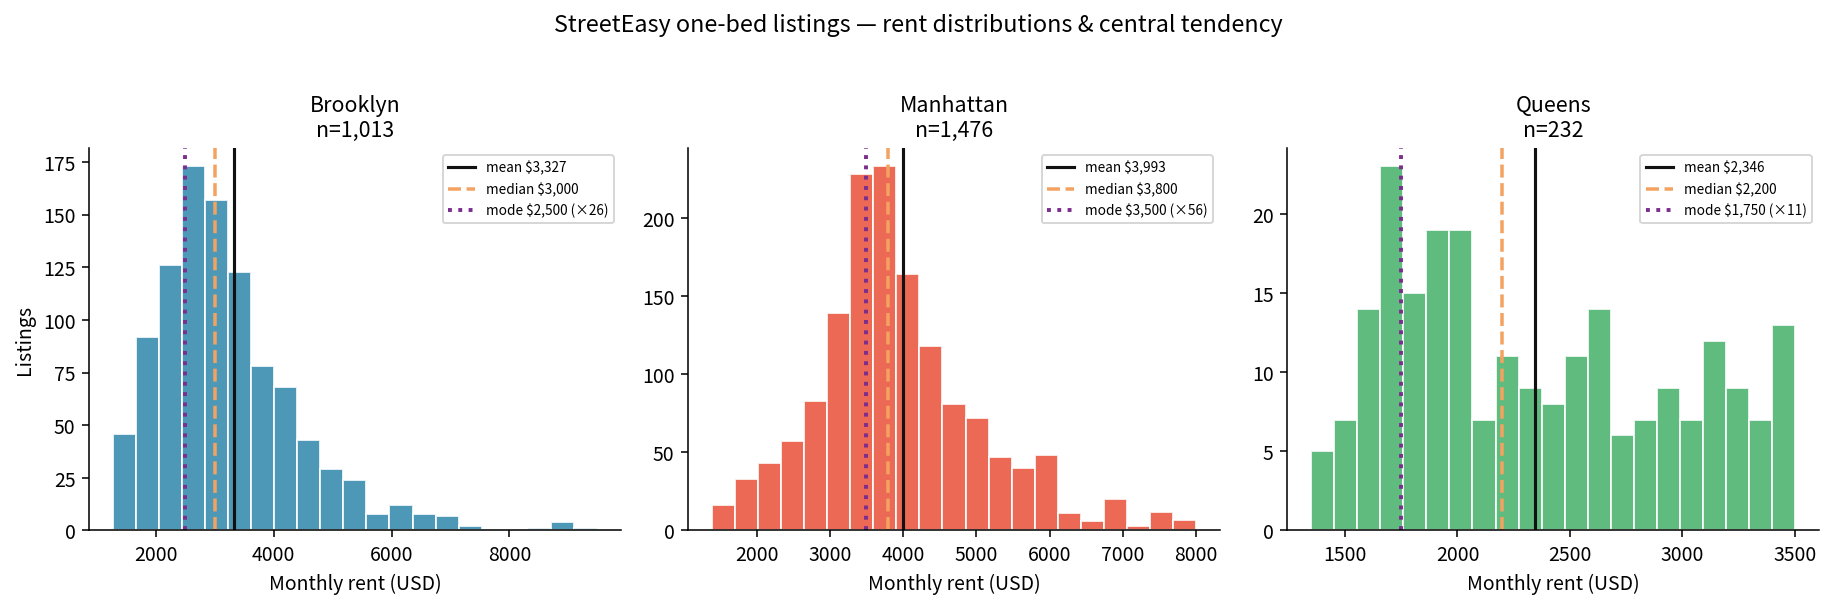 StreetEasy one-bed listings — rent distributions & central tendency
Brooklyn
n=1,013
mean $3,327
median $3,000
mode $2,500 (×26)
Listings
175
150
125
100
75
50
25
0
2000 4000 6000 8000
Monthly rent (USD)
Manhattan
n=1,476
mean $3,993
median $3,800
mode $3,500 (×56)
200
150
100
50
0
2000 3000 4000 5000 6000 7000 8000
Monthly rent (USD)
Queens
n=232
mean $2,346
median $2,200
mode $1,750 (×11)
20
15
10
5
0
1500 2000 2500 3000 3500
Monthly rent (USD)